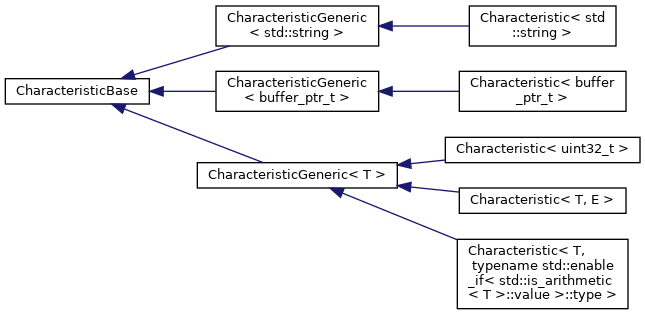 CharacteristicGeneric
< std::string >
Characteristic< std
::string >
CharacteristicBase
CharacteristicGeneric
< buffer_ptr_t >
Characteristic< buffer
_ptr_t >
CharacteristicGeneric< T >
Characteristic< uint32_t >
Characteristic< T, E >
Characteristic< T,
typename std::enable
_if< std::is_arithmetic
< T >::value >::type >